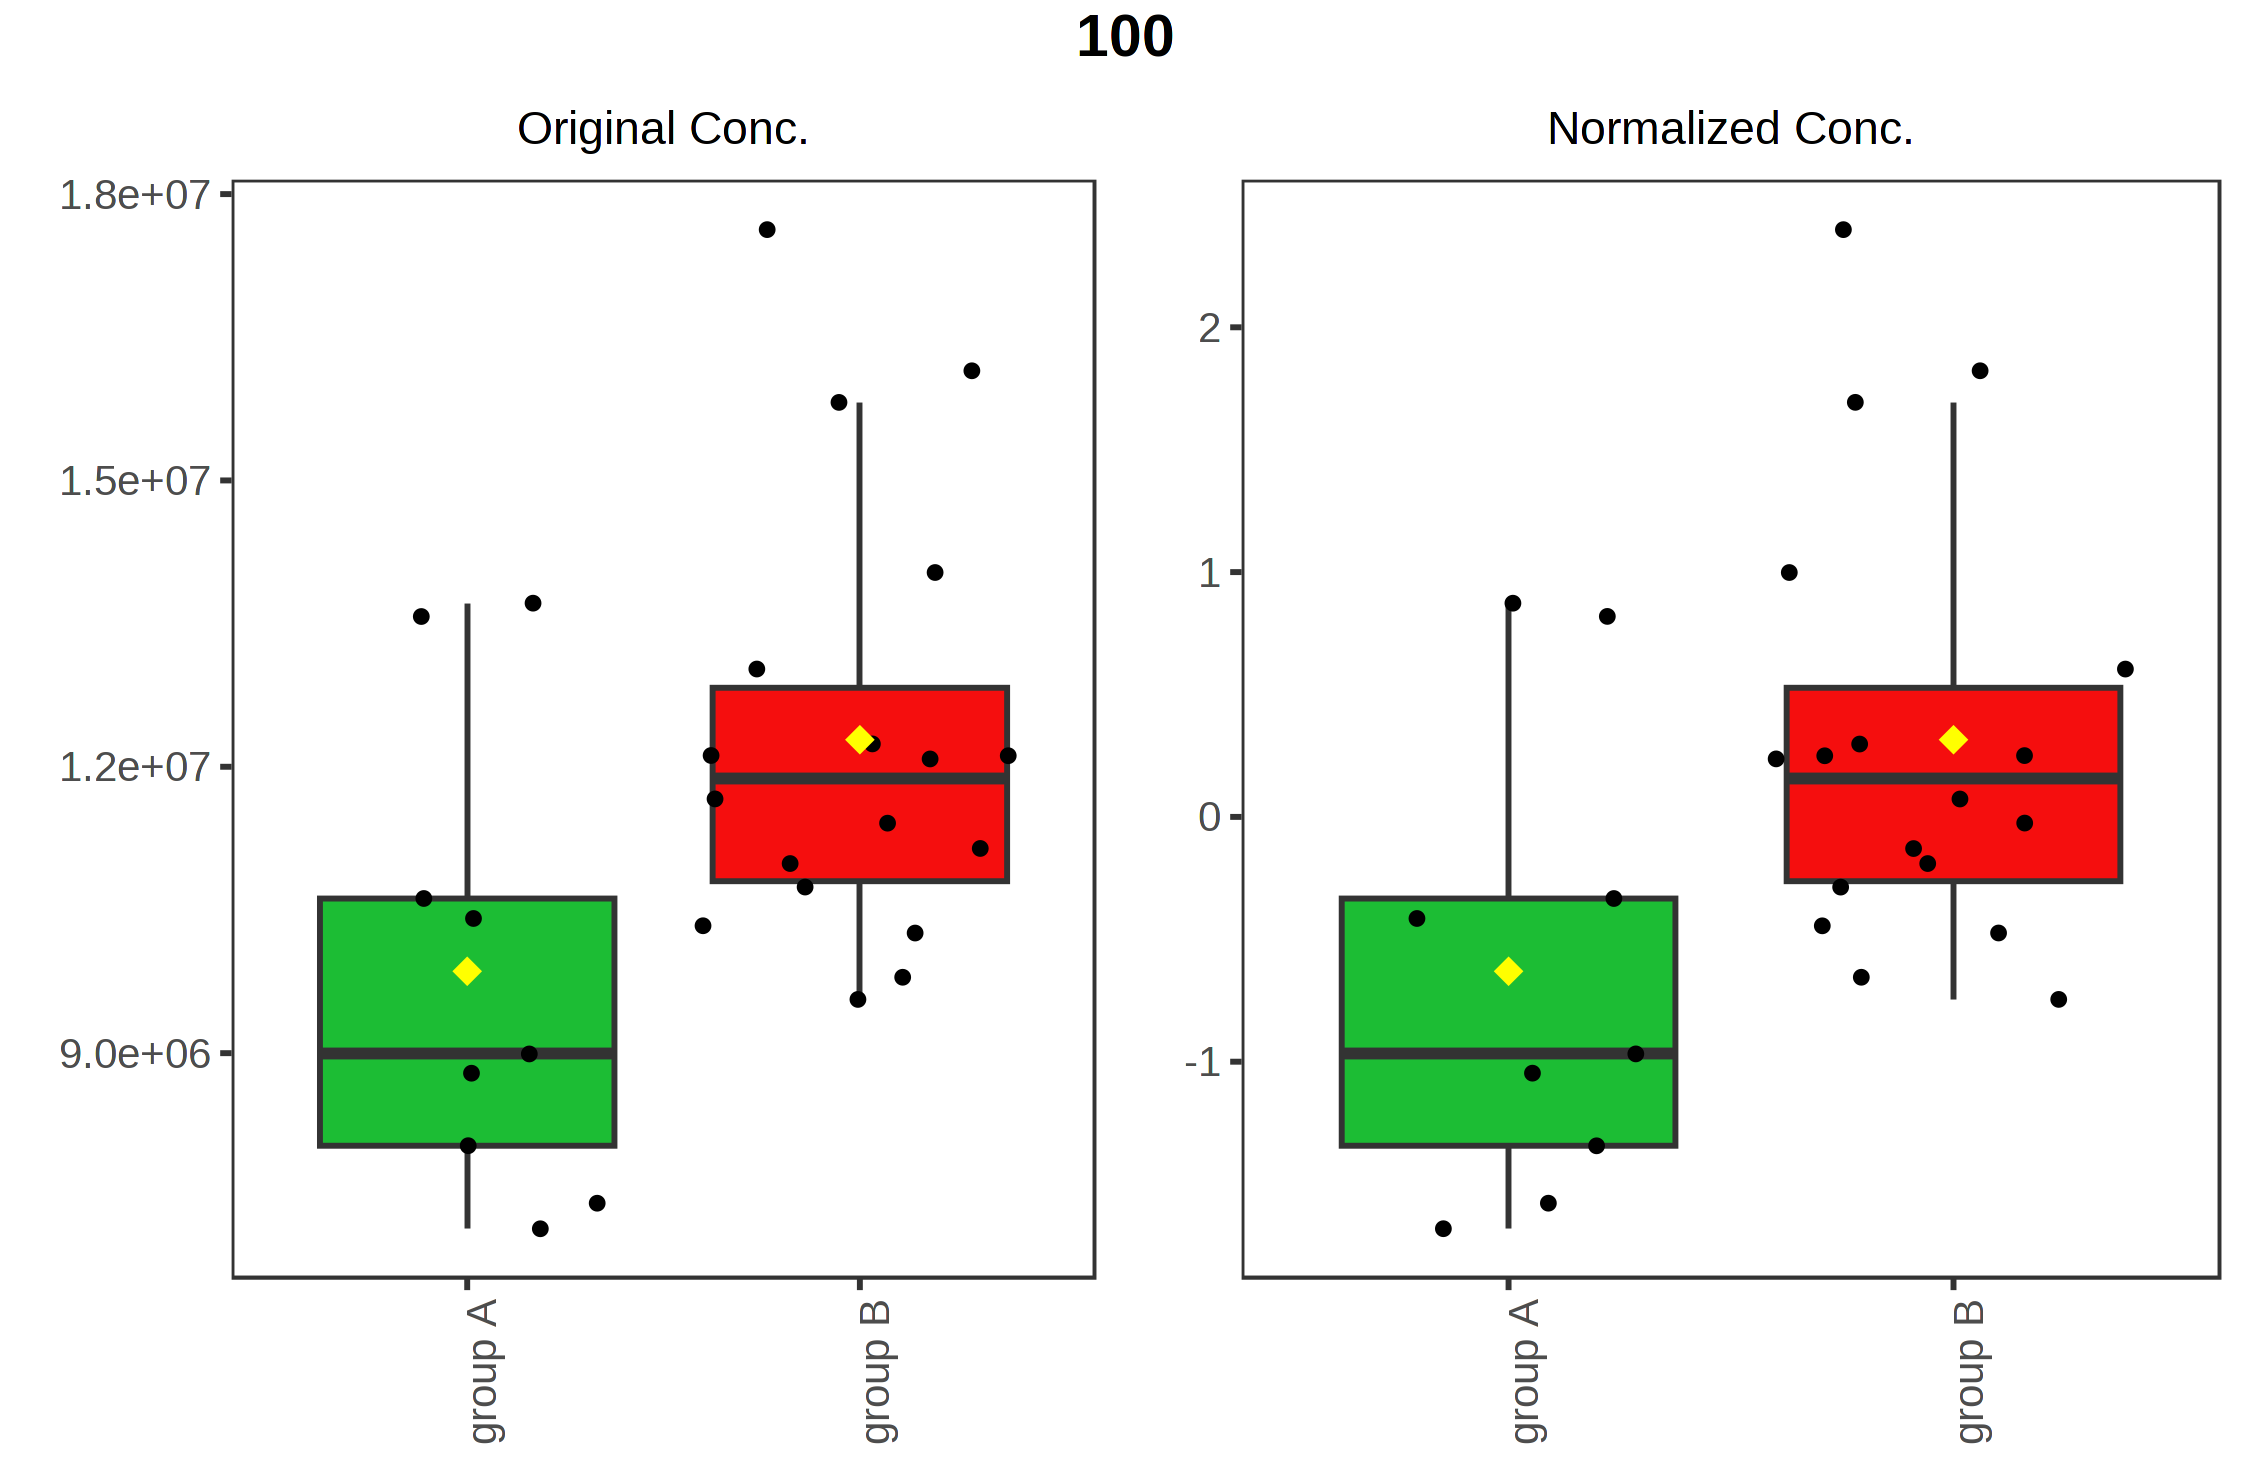 100
Original Conc.
Normalized Conc.
1.8e+07
1.5e+07
1.2e+07
9.0e+06
group A
group B
2
1
0
-1
group A
group B